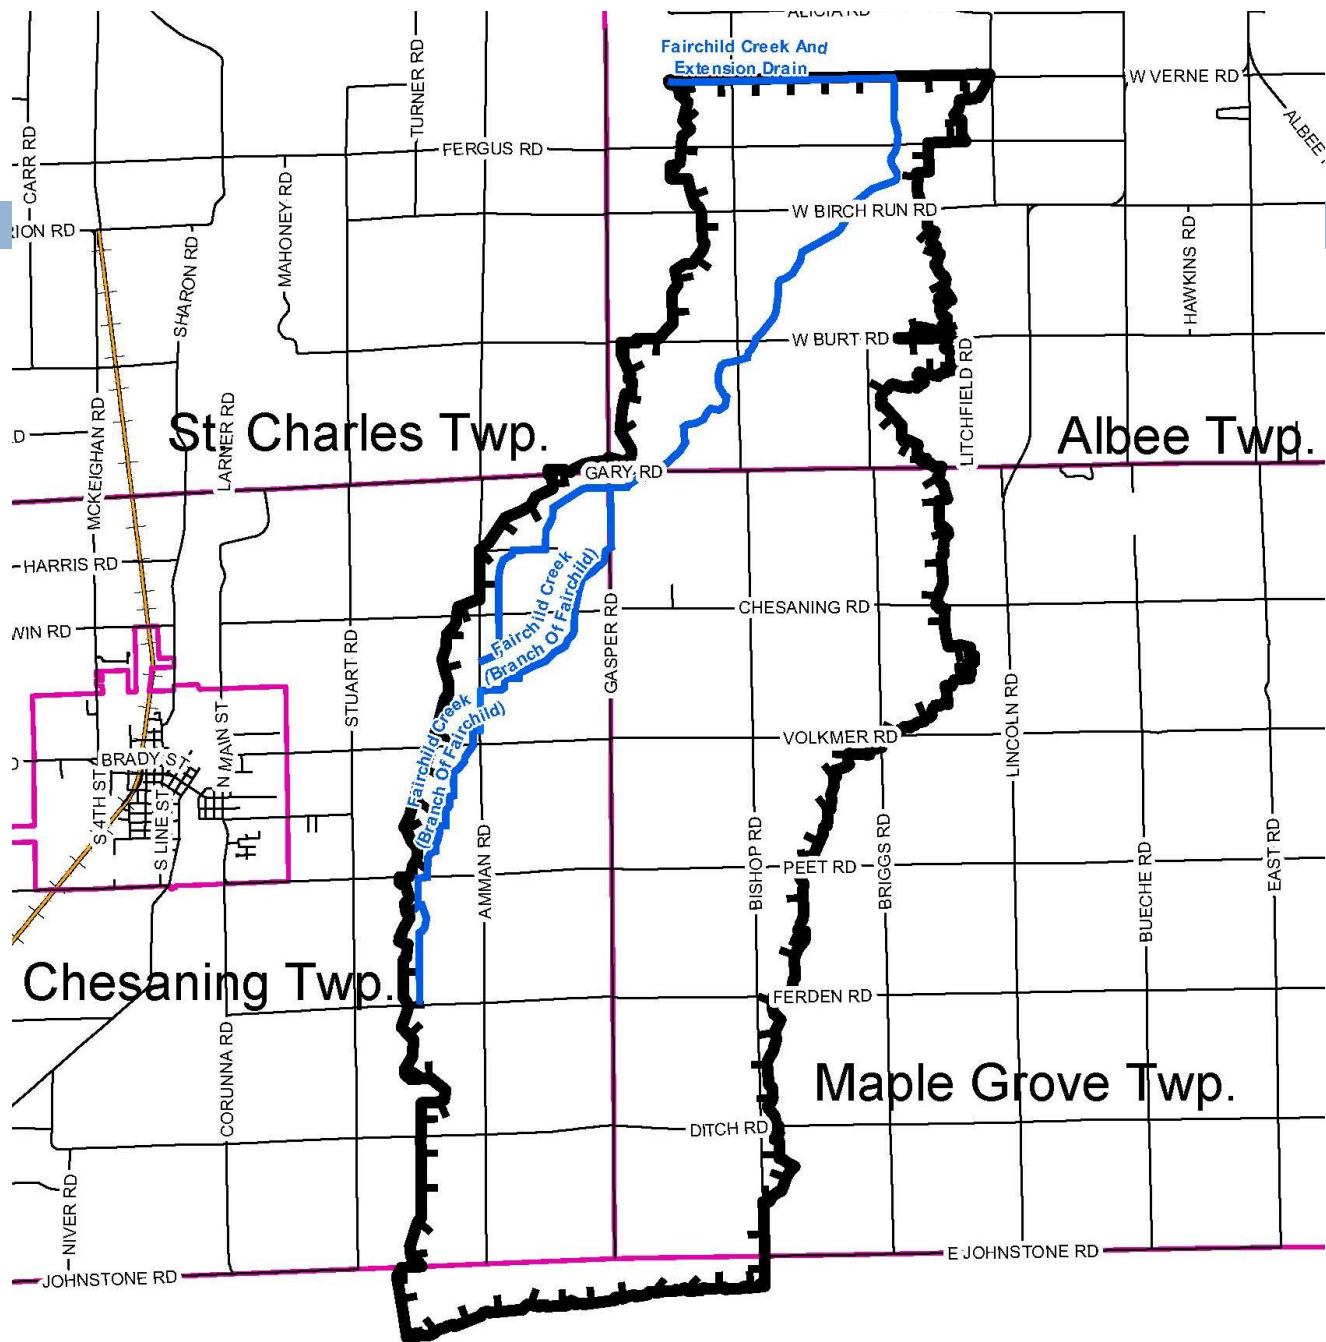 ALICIA RD
Fairchild Creek And
Extension Drain
W VERNE RD
TURNER RD
CARR RD
FERGUS RD
MAHONEY RD
W BIRCH RUN RD
SHARON RD
HAWKINS RD
W BURT RD
LITCHFIELD RD
MCKEIGHAN RD
LARNER RD
St. Charles Twp.
Albee Twp.
GARY RD
HARRIS RD
Fairchild Creek
(Branch Of Fairchild)
CHESANING RD
GASPER RD
STUART RD
Fairchild Creek
(Branch Of Fairchild)
LINCOLN RD
N MAIN ST
VOLKMER RD
BRADY ST
S 4TH ST
S LINE ST
AMMAN RD
BISHOP RD
PEET RD
BRIGGS RD
BUECHE RD
EAST RD
Chesaning Twp.
FERDEN RD
CORUNNA RD
Maple Grove Twp.
DITCH RD
NIVER RD
JOHNSTONE RD
E JOHNSTONE RD